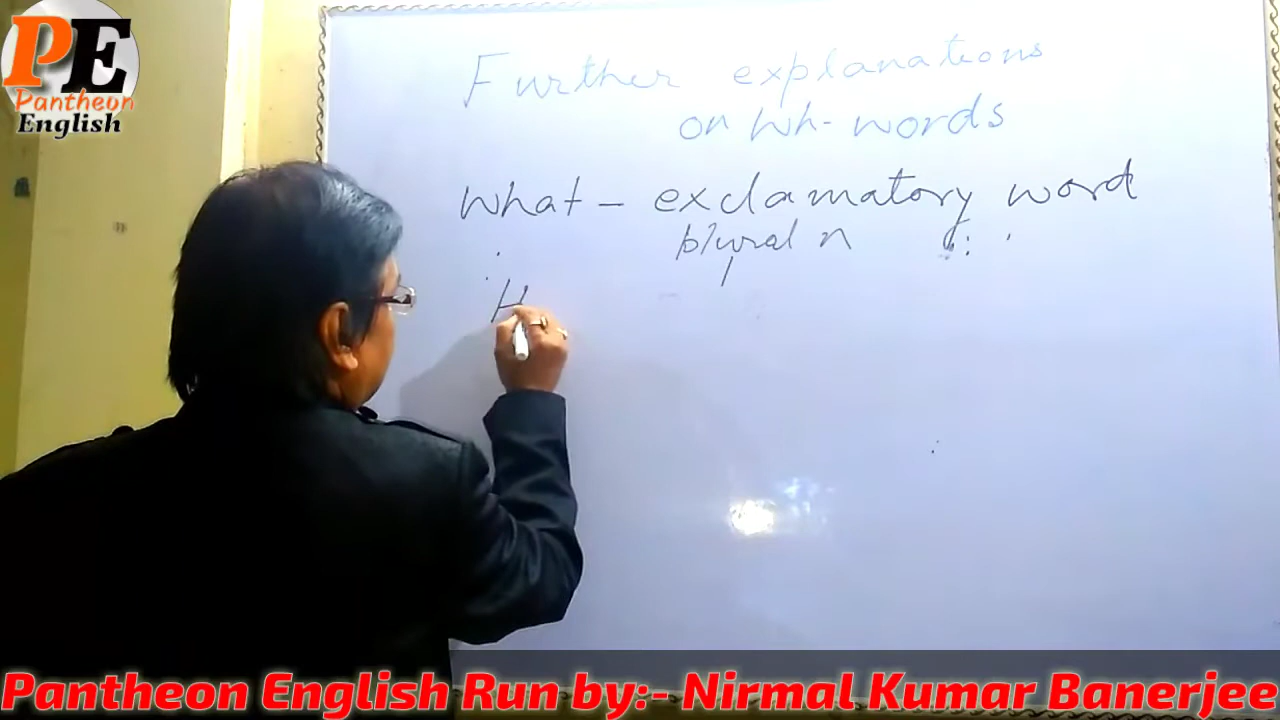 PE
Pantheon
English
Further explanations
on Wh- words
what - exclamatory word
plural n
H
Pantheon English Run by:- Nirmal Kumar Banerjee